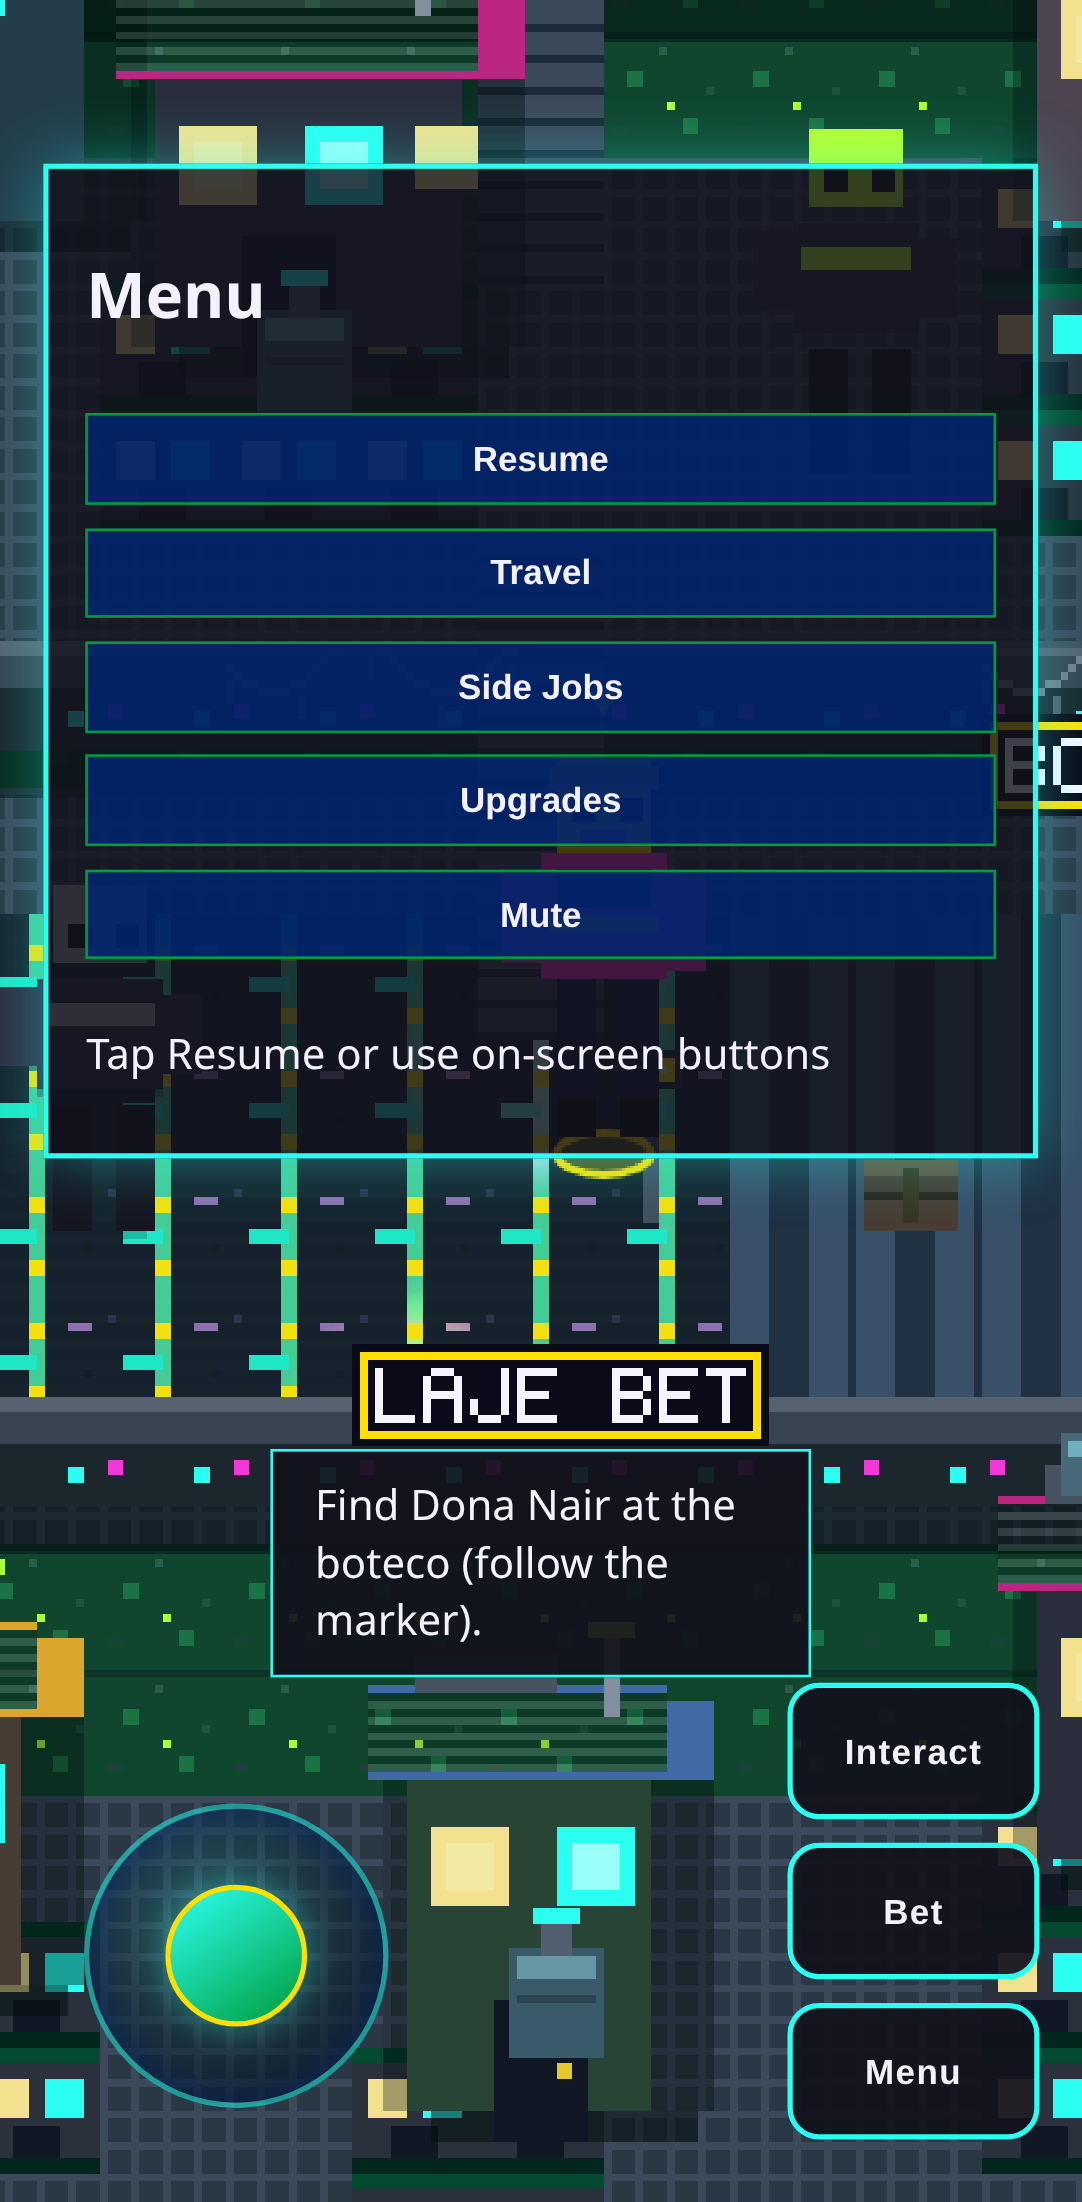 Menu
Resume
Travel
Side Jobs
Upgrades
Mute
Tap Resume or use on-screen buttons
LAJE BET
Find Dona Nair at the
boteco (follow the
marker).
Interact
Bet
Menu